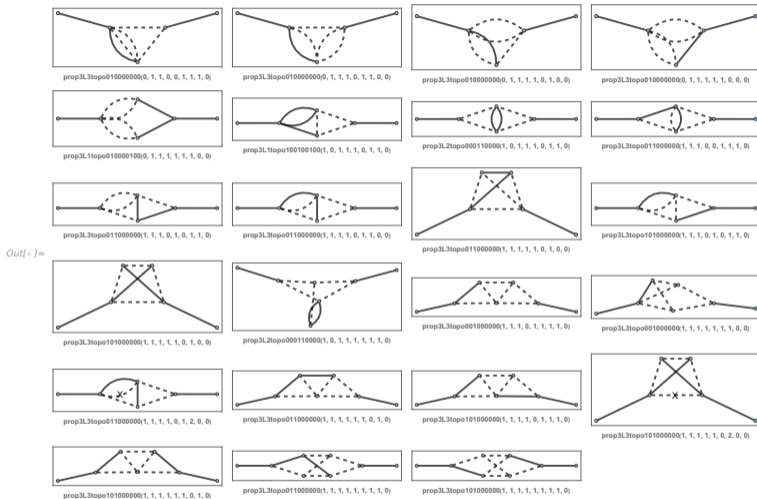 prop3L3topo010000000(0, 1, 1, 1, 0, 0, 1, 1, 1, 0)
prop3L3topo010000000(0, 1, 1, 1, 0, 1, 1, 0, 0)
prop3L3topo010000000(0, 1, 1, 1, 0, 1, 1, 1, 0)
prop3L3topo010000000(0, 1, 1, 1, 1, 1, 0, 0, 0)
prop3L1topo010000100(0, 1, 1, 1, 1, 1, 1, 0, 0)
prop3L1topo100100100(1, 0, 1, 1, 1, 0, 1, 1, 0)
prop3L2topo000110000(1, 0, 1, 1, 1, 0, 1, 1, 0)
prop3L3topo011000000(1, 1, 0, 1, 1, 1, 0, 1, 0)
prop3L3topo011000000(1, 1, 1, 0, 1, 0, 1, 1, 0)
prop3L3topo011000000(1, 1, 1, 1, 0, 1, 1, 0, 0)
prop3L3topo011000000(1, 1, 1, 1, 1, 0, 1, 0, 0)
prop3L3topo101000000(1, 1, 1, 0, 1, 0, 1, 1, 0)
Out[◦]=
prop3L3topo101000000(1, 1, 1, 1, 1, 0, 1, 0, 0)
prop3L2topo000110000(1, 0, 1, 1, 1, 1, 1, 1, 0)
prop3L3topo001000000(1, 1, 1, 0, 1, 1, 1, 1, 0)
prop3L3topo001000000(1, 1, 1, 1, 1, 1, 1, 0, 0)
prop3L3topo011000000(1, 1, 1, 1, 0, 1, 2, 0, 0)
prop3L3topo011000000(1, 1, 1, 1, 1, 1, 0, 1, 0)
prop3L3topo101000000(1, 1, 1, 1, 1, 1, 1, 0, 0)
prop3L3topo101000000(1, 1, 1, 1, 1, 0, 2, 0, 0)
prop3L3topo101000000(1, 1, 1, 1, 1, 0, 1, 1, 0)
prop3L3topo011000000(1, 1, 1, 1, 1, 1, 1, 1, 0)
prop3L3topo101000000(1, 1, 1, 1, 1, 1, 1, 1, 0)